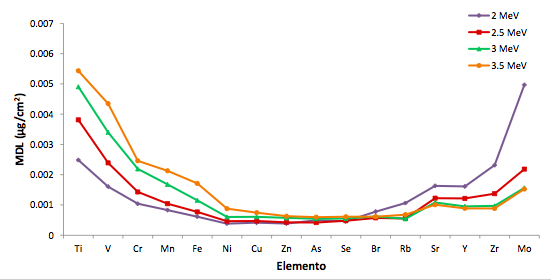 2 MeV
2.5 MeV
3 MeV
3.5 MeV
MDL (µg/cm²)
0.007
0.006
0.005
0.004
0.003
0.002
0.001
0
Ti V Cr Mn Fe Ni Cu Zn As Se Br Rb Sr Y Zr Mo
Elemento